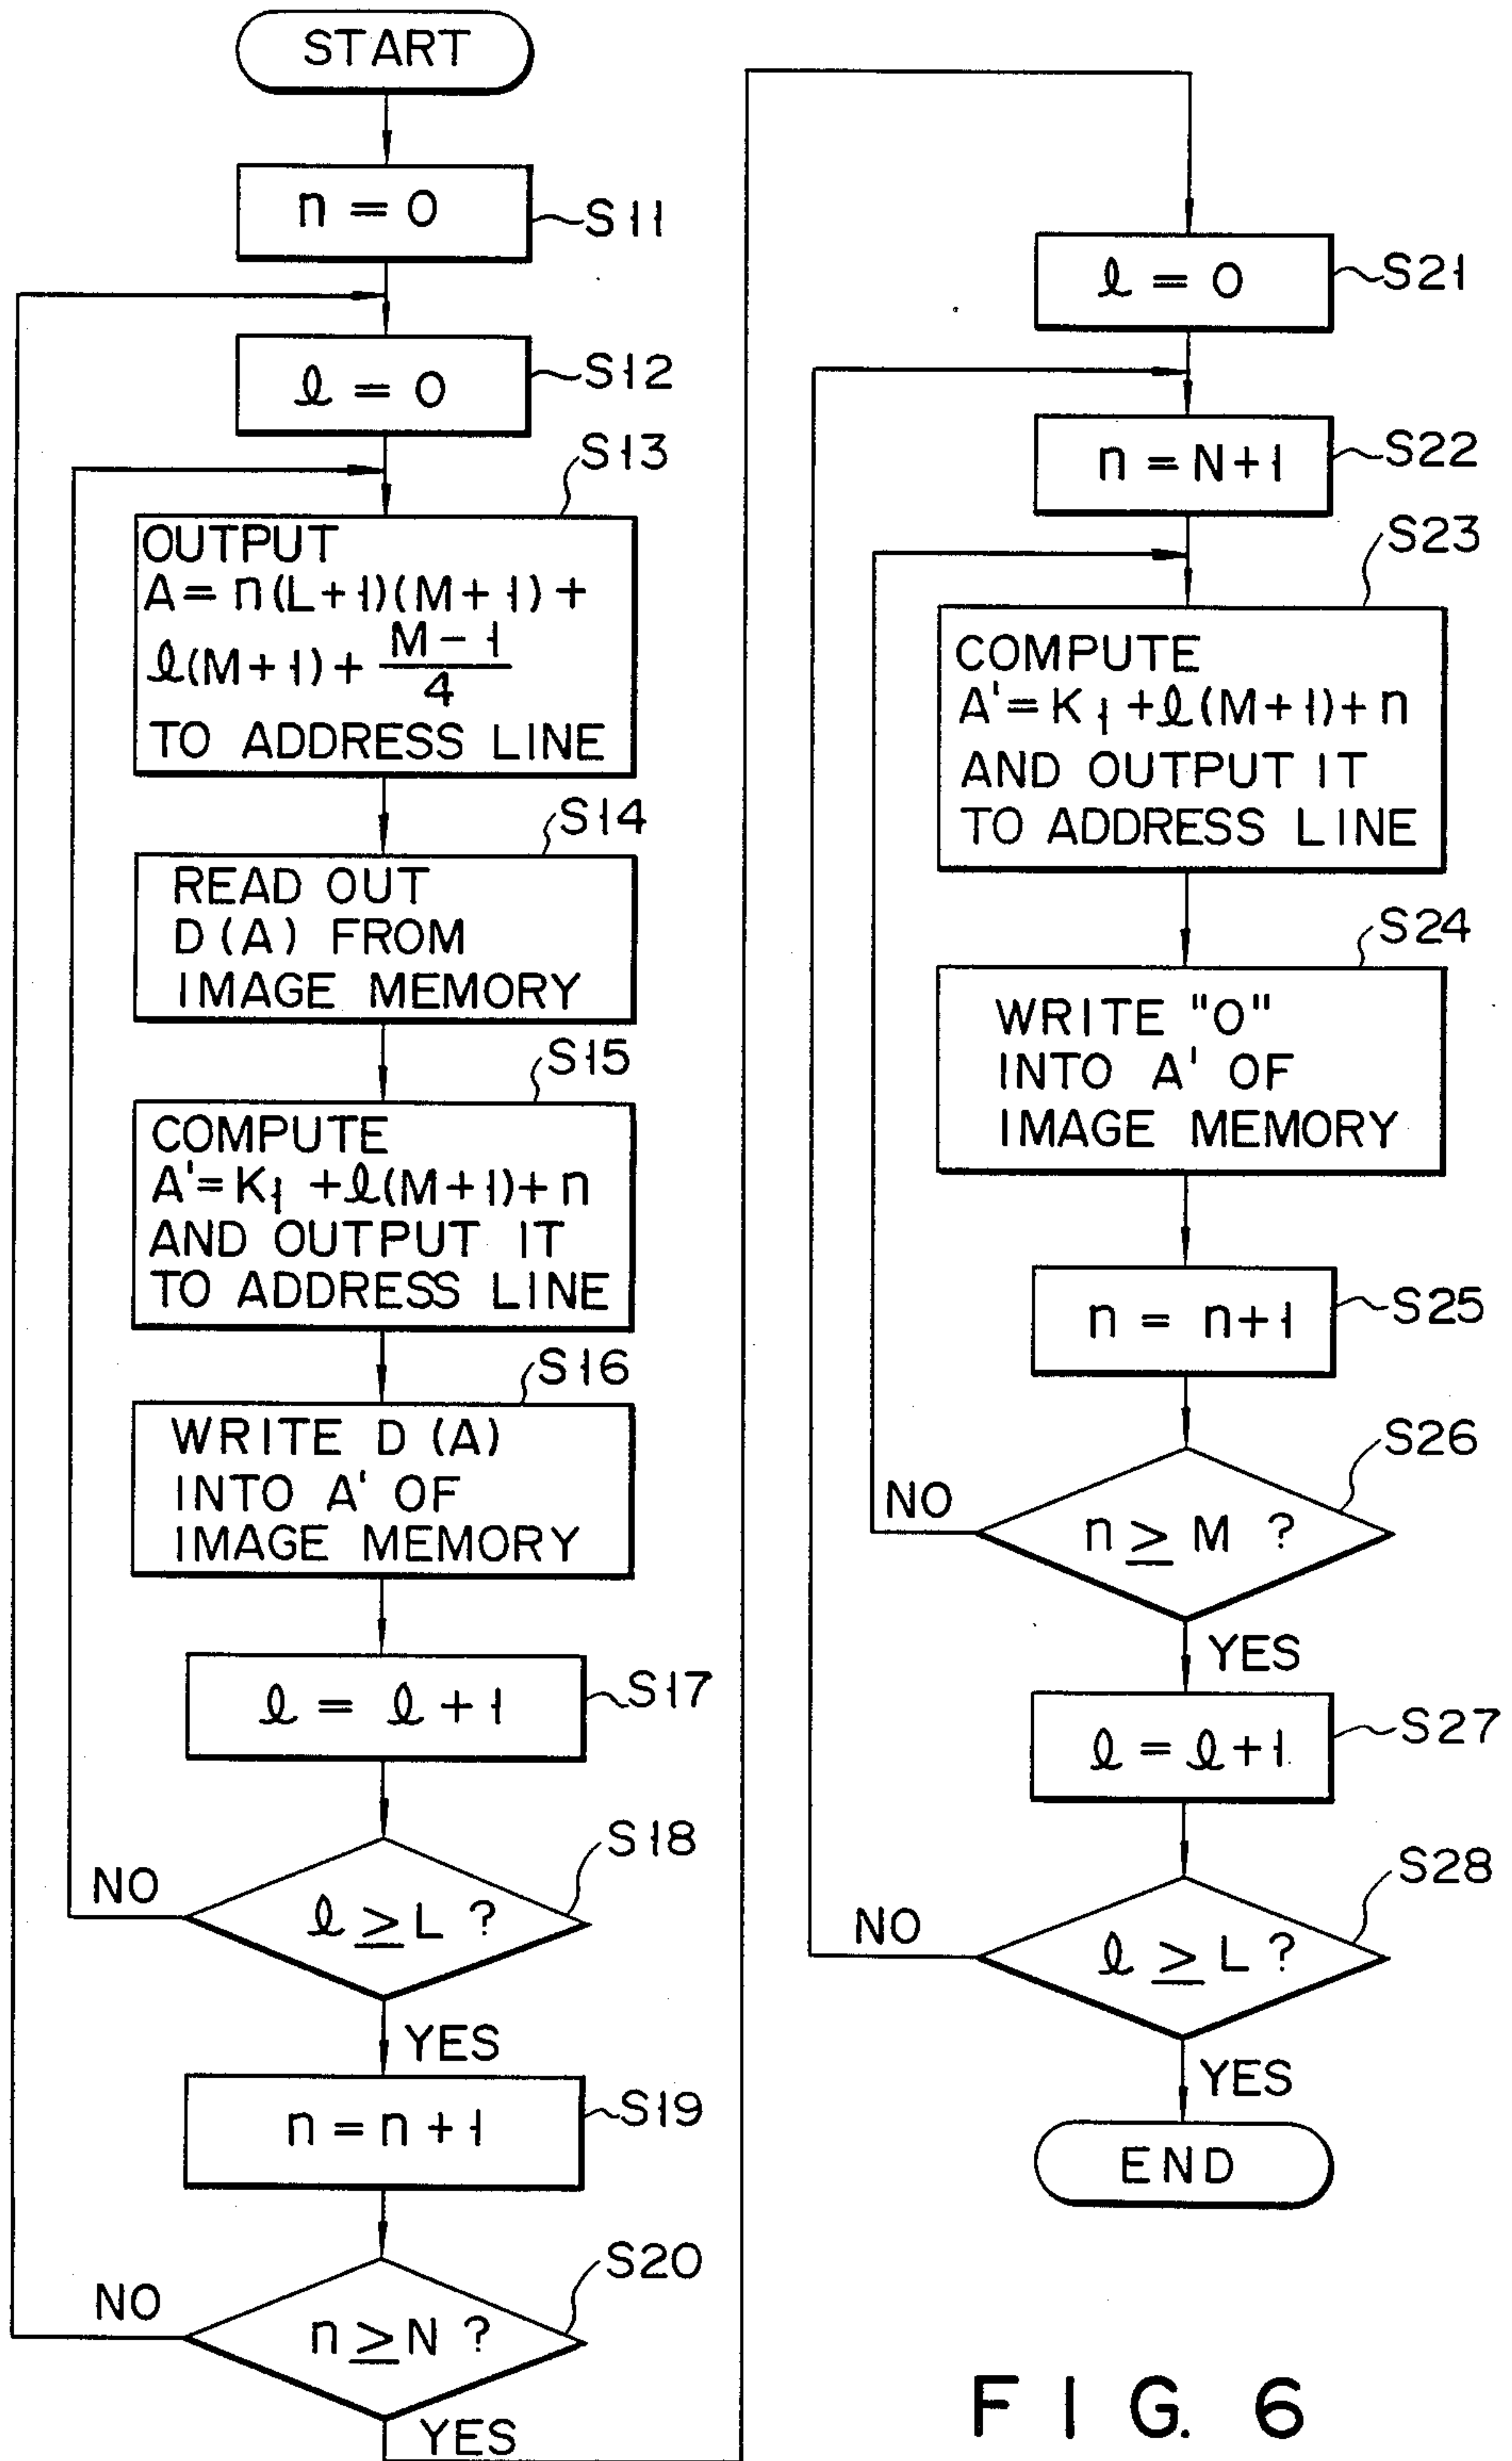 START
n = 0
S11
ℓ = 0
S12
S13
OUTPUT
A = n(L+1)(M+1) +
ℓ(M+1) + (M-1)/4
TO ADDRESS LINE
S14
READ OUT
D(A) FROM
IMAGE MEMORY
S15
COMPUTE
A' = K1 + ℓ(M+1) + n
AND OUTPUT IT
TO ADDRESS LINE
S16
WRITE D (A)
INTO A' OF
IMAGE MEMORY
ℓ = ℓ + 1
S17
S18
NO
ℓ ≥ L ?
YES
n = n + 1
S19
S20
NO
n ≥ N ?
YES
ℓ = 0
S21
n = N+1
S22
S23
COMPUTE
A' = K1 + ℓ(M+1) + n
AND OUTPUT IT
TO ADDRESS LINE
S24
WRITE "0"
INTO A' OF
IMAGE MEMORY
n = n+1
S25
S26
NO
n ≥ M ?
YES
ℓ = ℓ + 1
S27
S28
NO
ℓ ≥ L ?
YES
END
FIG. 6